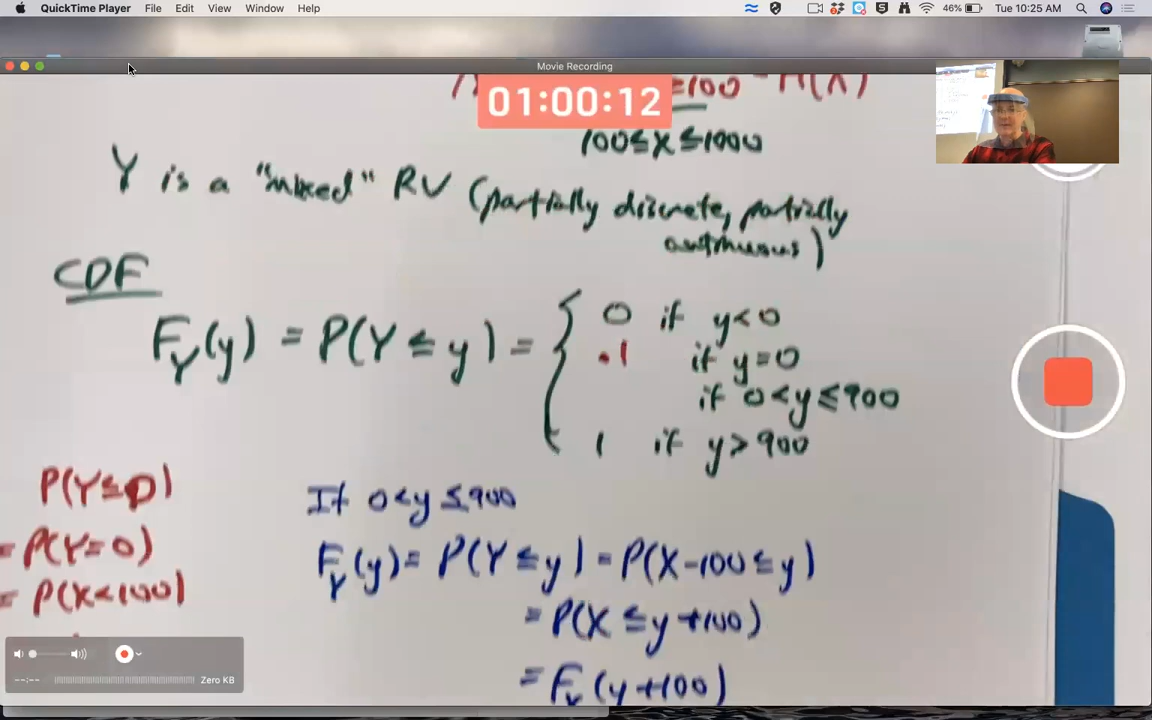 QuickTime Player File Edit View Window Help 46% Tue 10:25 AM
Movie Recording
01:00:12
≥100
100≤x≤1000
Y is a "mixed" RV (partially discrete, partially
continuous)
CDF
F_Y(y) = P(Y ≤ y) = { 0 if y<0
.1 if y=0
if 0<y≤900
1 if y>900
P(Y≤0)
= P(Y=0)
= P(X<100)
If 0<y≤900
F_Y(y) = P(Y ≤ y) = P(X-100 ≤ y)
= P(X ≤ y+100)
= F_X(y+100)
--:-- Zero KB